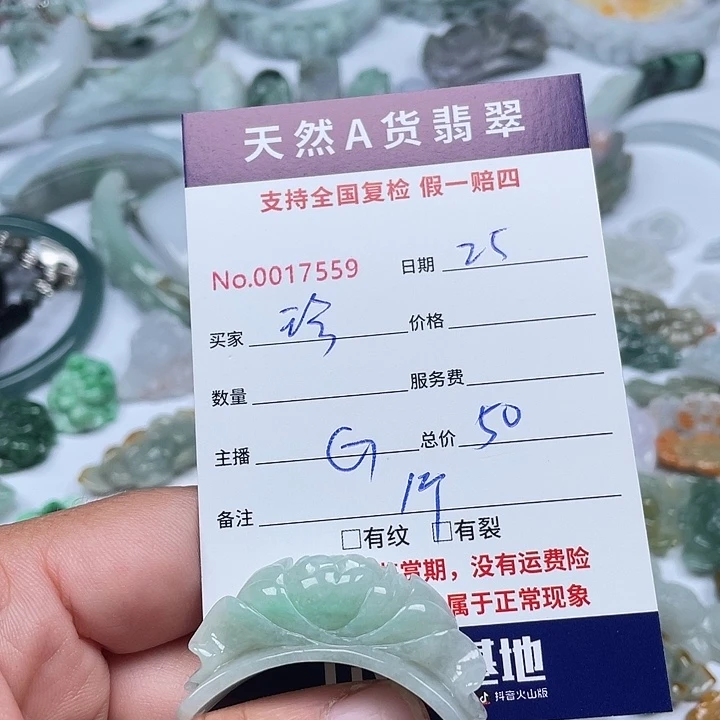 天然A货翡翠
支持全国复检 假一赔四
No.0017559 日期 25
买家 珍 价格
数量 服务费
主播 G 总价 50
备注
□有纹 □有裂
赏期，没有运费险
属于正常现象
基地
抖音火山版